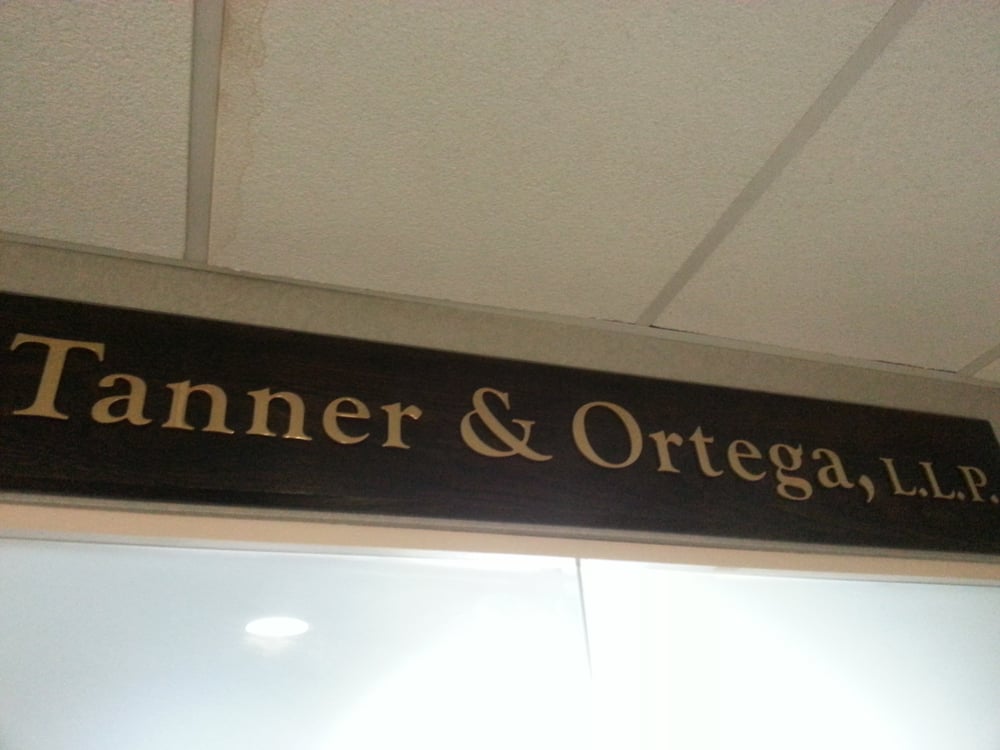 Tanner & Ortega, L.L.P.